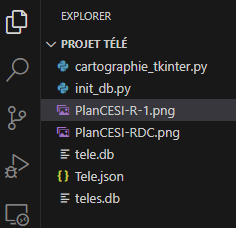 EXPLORER
PROJET TÉLÉ
cartographie_tkinter.py
init_db.py
PlanCESI-R-1.png
PlanCESI-RDC.png
tele.db
{} Tele.json
teles.db